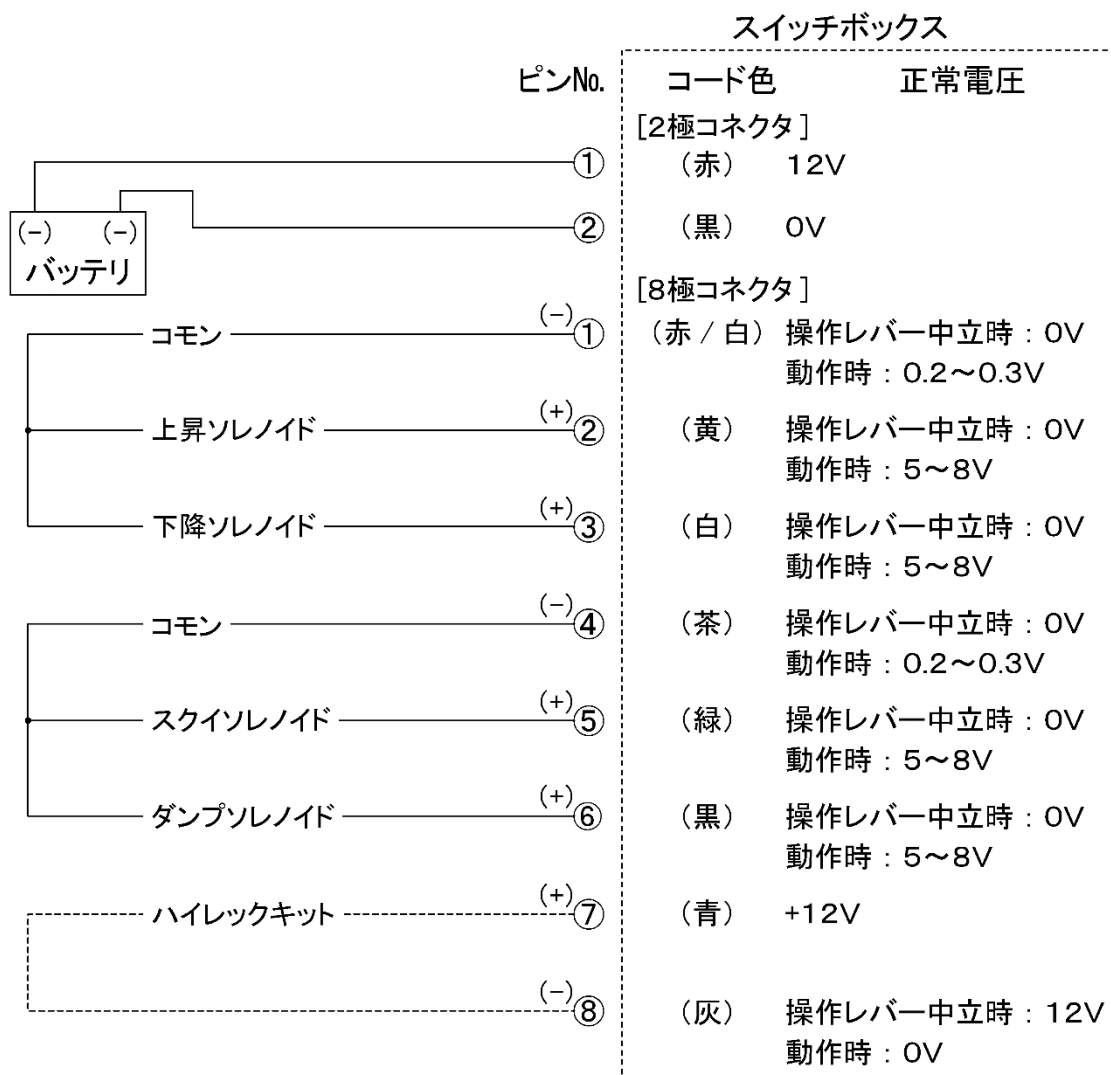 スイッチボックス
ピンNo. コード色 正常電圧
[2極コネクタ]
① (赤) 12V
② (黒) 0V
(-) (-)
バッテリ
[8極コネクタ]
コモン (-)① (赤/白) 操作レバー中立時：0V
動作時：0.2～0.3V
上昇ソレノイド (+)② (黄) 操作レバー中立時：0V
動作時：5～8V
下降ソレノイド (+)③ (白) 操作レバー中立時：0V
動作時：5～8V
コモン (-)④ (茶) 操作レバー中立時：0V
動作時：0.2～0.3V
スクイソレノイド (+)⑤ (緑) 操作レバー中立時：0V
動作時：5～8V
ダンプソレノイド (+)⑥ (黒) 操作レバー中立時：0V
動作時：5～8V
ハイレックキット (+)⑦ (青) +12V
(-)⑧ (灰) 操作レバー中立時：12V
動作時：0V